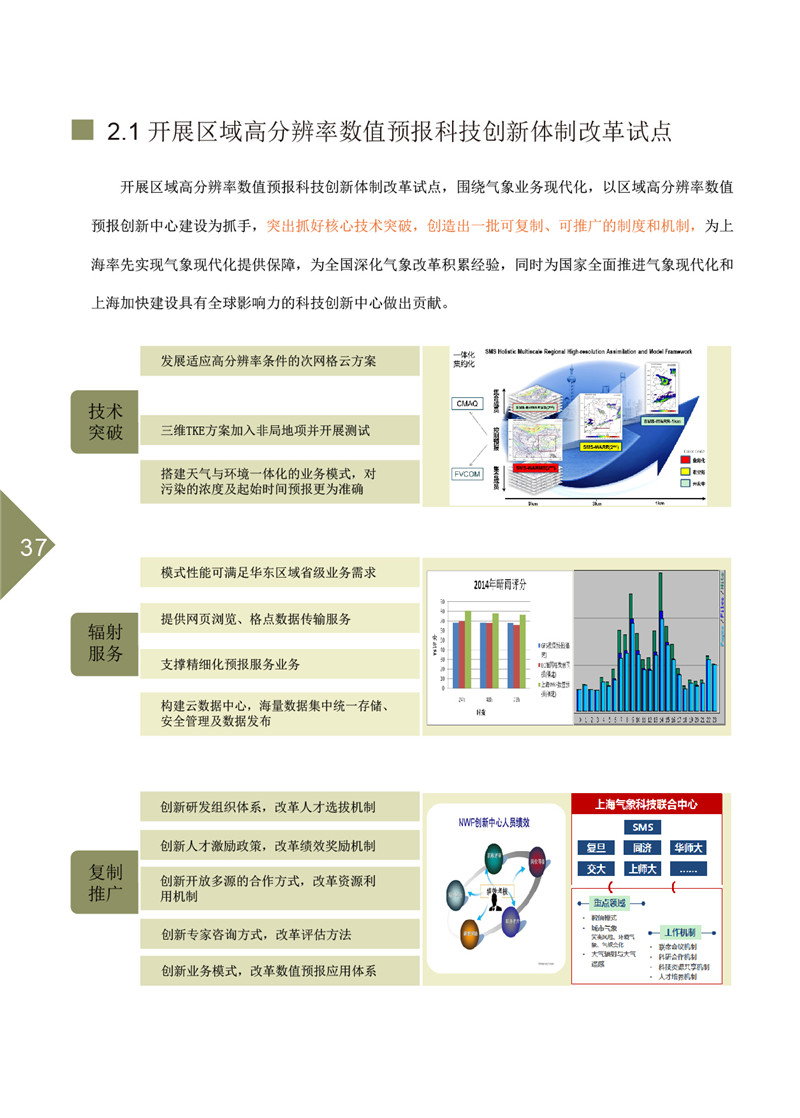 2.1 开展区域高分辨率数值预报科技创新体制改革试点
开展区域高分辨率数值预报科技创新体制改革试点，围绕气象业务现代化，以区域高分辨率数值
预报创新中心建设为抓手，突出抓好核心技术突破，创造出一批可复制、可推广的制度和机制，为上
海率先实现气象现代化提供保障，为全国深化气象改革积累经验，同时为国家全面推进气象现代化和
上海加快建设具有全球影响力的科技创新中心做出贡献。
技术
突破
发展适应高分辨率条件的次网格云方案
三维TKE方案加入非局地项并开展测试
搭建天气与环境一体化的业务模式，对
污染的浓度及起始时间预报更为准确
一体化
集约化
SMS Holistic Multiscale Regional High-resolution Assimilation and Model Framework
CMAQ
FVCOM
9km
3km
1km
37
辐射
服务
模式性能可满足华东区域省级业务需求
提供网页浏览、格点数据传输服务
支撑精细化预报服务业务
构建云数据中心，海量数据集中统一存储、
安全管理及数据发布
2014年晴雨评分
时效
复制
推广
创新研发组织体系，改革人才选拔机制
创新人才激励政策，改革绩效奖励机制
创新开放多源的合作方式，改革资源利
用机制
创新专家咨询方式，改革评估方法
创新业务模式，改革数值预报应用体系
NWP创新中心人员绩效
绩效考核
上海气象科技联合中心
SMS
复旦 同济 华师大
交大 上师大 ……
重点领域
数值模式
城市气象
大气辐射与大气
遥感
工作机制
联席会议机制
科研合作机制
科技资源共享机制
人才培养机制